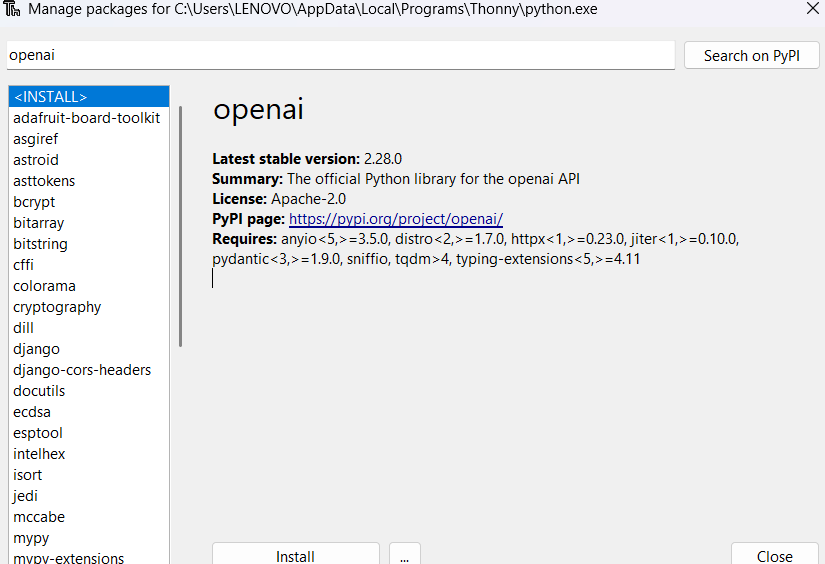 Manage packages for C:\Users\LENOVO\AppData\Local\Programs\Thonny\python.exe
openai
Search on PyPI
<INSTALL>
adafruit-board-toolkit
asgiref
astroid
asttokens
bcrypt
bitarray
bitstring
cffi
colorama
cryptography
dill
django
django-cors-headers
docutils
ecdsa
esptool
intelhex
isort
jedi
mccabe
mypy
mypy-extensions
openai
Latest stable version: 2.28.0
Summary: The official Python library for the openai API
License: Apache-2.0
PyPI page: https://pypi.org/project/openai/
Requires: anyio<5,>=3.5.0, distro<2,>=1.7.0, httpx<1,>=0.23.0, jiter<1,>=0.10.0,
pydantic<3,>=1.9.0, sniffio, tqdm>4, typing-extensions<5,>=4.11
Install
...
Close